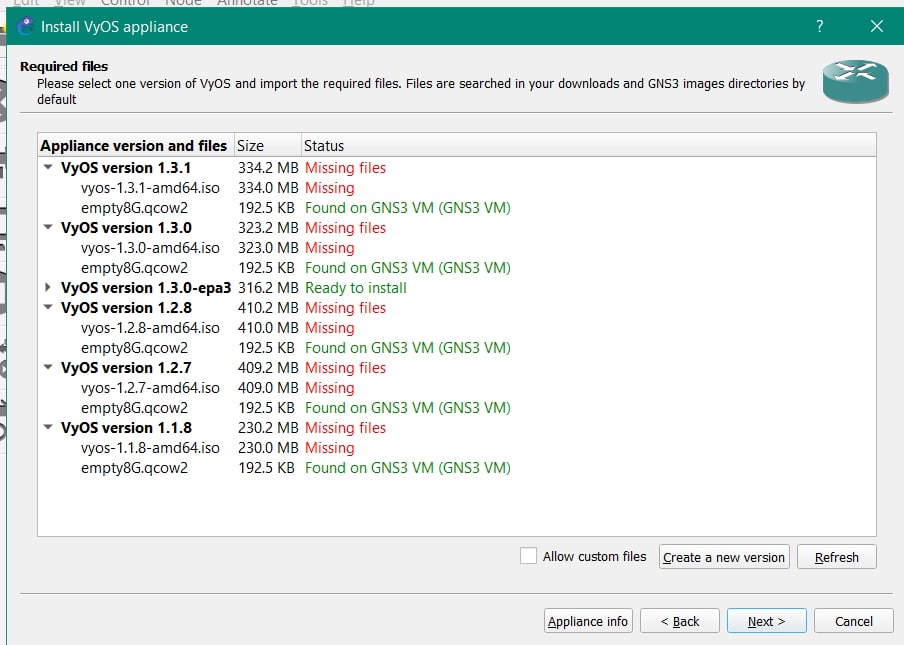 Edit View Control Node Annotate Tools Help
Install VyOS appliance ?
Required files
Please select one version of VyOS and import the required files. Files are searched in your downloads and GNS3 images directories by
default
Appliance version and files Size Status
VyOS version 1.3.1 334.2 MB Missing files
vyos-1.3.1-amd64.iso 334.0 MB Missing
empty8G.qcow2 192.5 KB Found on GNS3 VM (GNS3 VM)
VyOS version 1.3.0 323.2 MB Missing files
vyos-1.3.0-amd64.iso 323.0 MB Missing
empty8G.qcow2 192.5 KB Found on GNS3 VM (GNS3 VM)
VyOS version 1.3.0-epa3 316.2 MB Ready to install
VyOS version 1.2.8 410.2 MB Missing files
vyos-1.2.8-amd64.iso 410.0 MB Missing
empty8G.qcow2 192.5 KB Found on GNS3 VM (GNS3 VM)
VyOS version 1.2.7 409.2 MB Missing files
vyos-1.2.7-amd64.iso 409.0 MB Missing
empty8G.qcow2 192.5 KB Found on GNS3 VM (GNS3 VM)
VyOS version 1.1.8 230.2 MB Missing files
vyos-1.1.8-amd64.iso 230.0 MB Missing
empty8G.qcow2 192.5 KB Found on GNS3 VM (GNS3 VM)
Allow custom files Create a new version Refresh
Appliance info < Back Next > Cancel